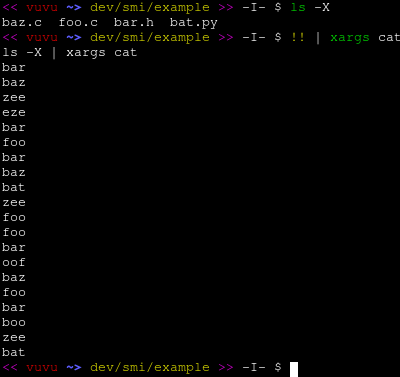 << vuvu ~> dev/smi/example >> -I- $ ls -X
baz.c  foo.c  bar.h  bat.py
<< vuvu ~> dev/smi/example >> -I- $ !! | xargs cat
ls -X | xargs cat
bar
baz
zee
eze
bar
foo
bar
baz
bat
zee
foo
foo
bar
oof
baz
foo
bar
boo
zee
bat
<< vuvu ~> dev/smi/example >> -I- $